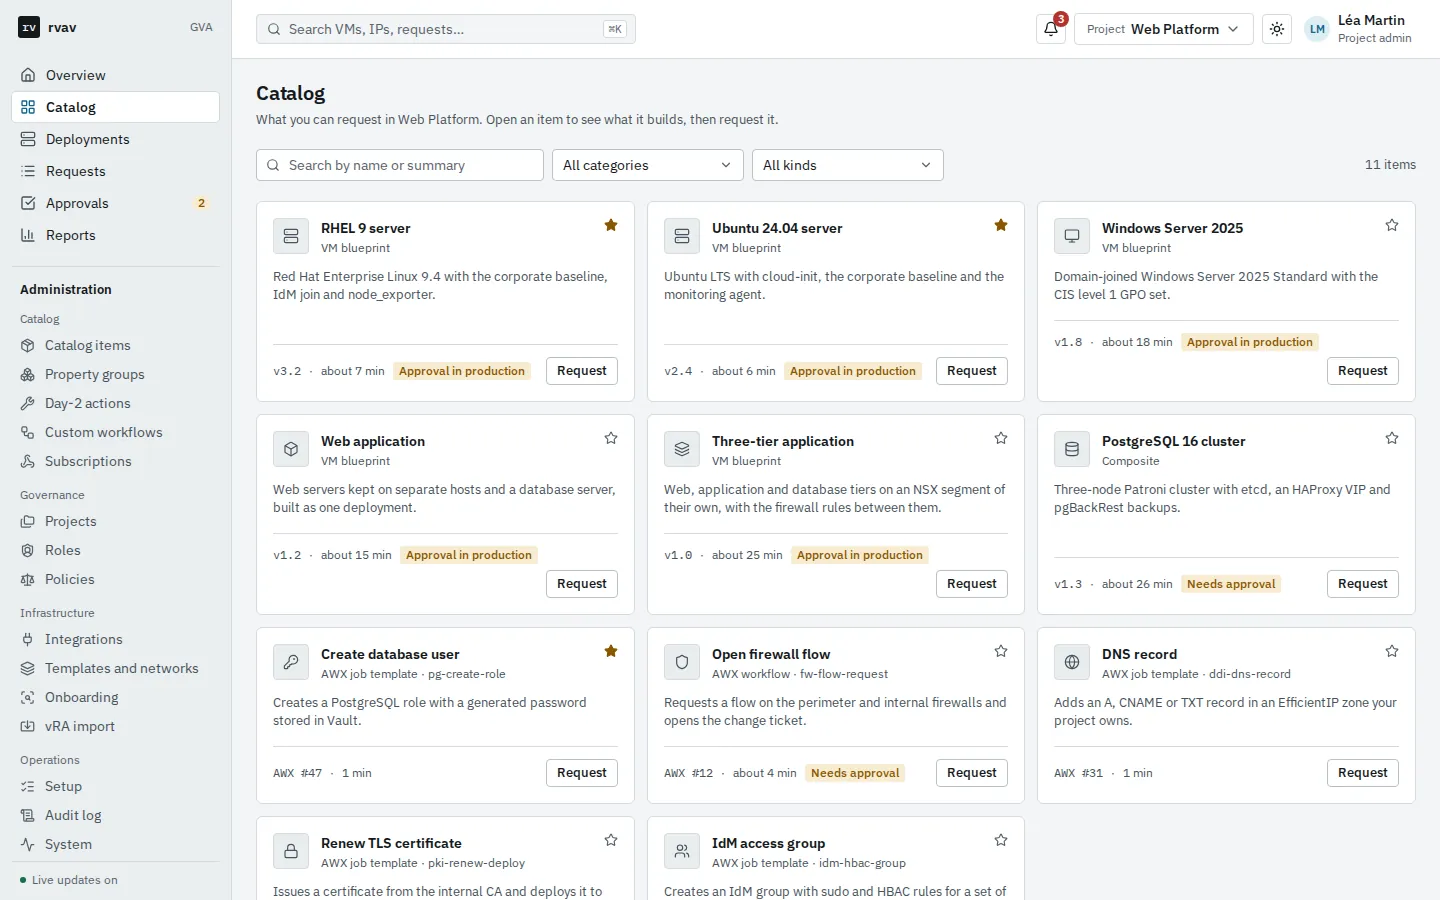 rv rvav GVA
Search VMs, IPs, requests... ⌘K
3
Project Web Platform
LM
Léa Martin
Project admin
Overview
Catalog
Deployments
Requests
Approvals 2
Reports
Administration
Catalog
Catalog items
Property groups
Day-2 actions
Custom workflows
Subscriptions
Governance
Projects
Roles
Policies
Infrastructure
Integrations
Templates and networks
Onboarding
vRA import
Operations
Setup
Audit log
System
Live updates on
Catalog
What you can request in Web Platform. Open an item to see what it builds, then request it.
Search by name or summary
All categories
All kinds
11 items
RHEL 9 server
VM blueprint
Red Hat Enterprise Linux 9.4 with the corporate baseline,
IdM join and node_exporter.
v3.2 · about 7 min Approval in production Request
Ubuntu 24.04 server
VM blueprint
Ubuntu LTS with cloud-init, the corporate baseline and the
monitoring agent.
v2.4 · about 6 min Approval in production Request
Windows Server 2025
VM blueprint
Domain-joined Windows Server 2025 Standard with the
CIS level 1 GPO set.
v1.8 · about 18 min Approval in production
Request
Web application
VM blueprint
Web servers kept on separate hosts and a database server,
built as one deployment.
v1.2 · about 15 min Approval in production
Request
Three-tier application
VM blueprint
Web, application and database tiers on an NSX segment of
their own, with the firewall rules between them.
v1.0 · about 25 min Approval in production
Request
PostgreSQL 16 cluster
Composite
Three-node Patroni cluster with etcd, an HAProxy VIP and
pgBackRest backups.
v1.3 · about 26 min Needs approval Request
Create database user
AWX job template · pg-create-role
Creates a PostgreSQL role with a generated password
stored in Vault.
AWX #47 · 1 min Request
Open firewall flow
AWX workflow · fw-flow-request
Requests a flow on the perimeter and internal firewalls and
opens the change ticket.
AWX #12 · about 4 min Needs approval Request
DNS record
AWX job template · ddi-dns-record
Adds an A, CNAME or TXT record in an EfficientIP zone your
project owns.
AWX #31 · 1 min Request
Renew TLS certificate
AWX job template · pki-renew-deploy
Issues a certificate from the internal CA and deploys it to
IdM access group
AWX job template · idm-hbac-group
Creates an IdM group with sudo and HBAC rules for a set of